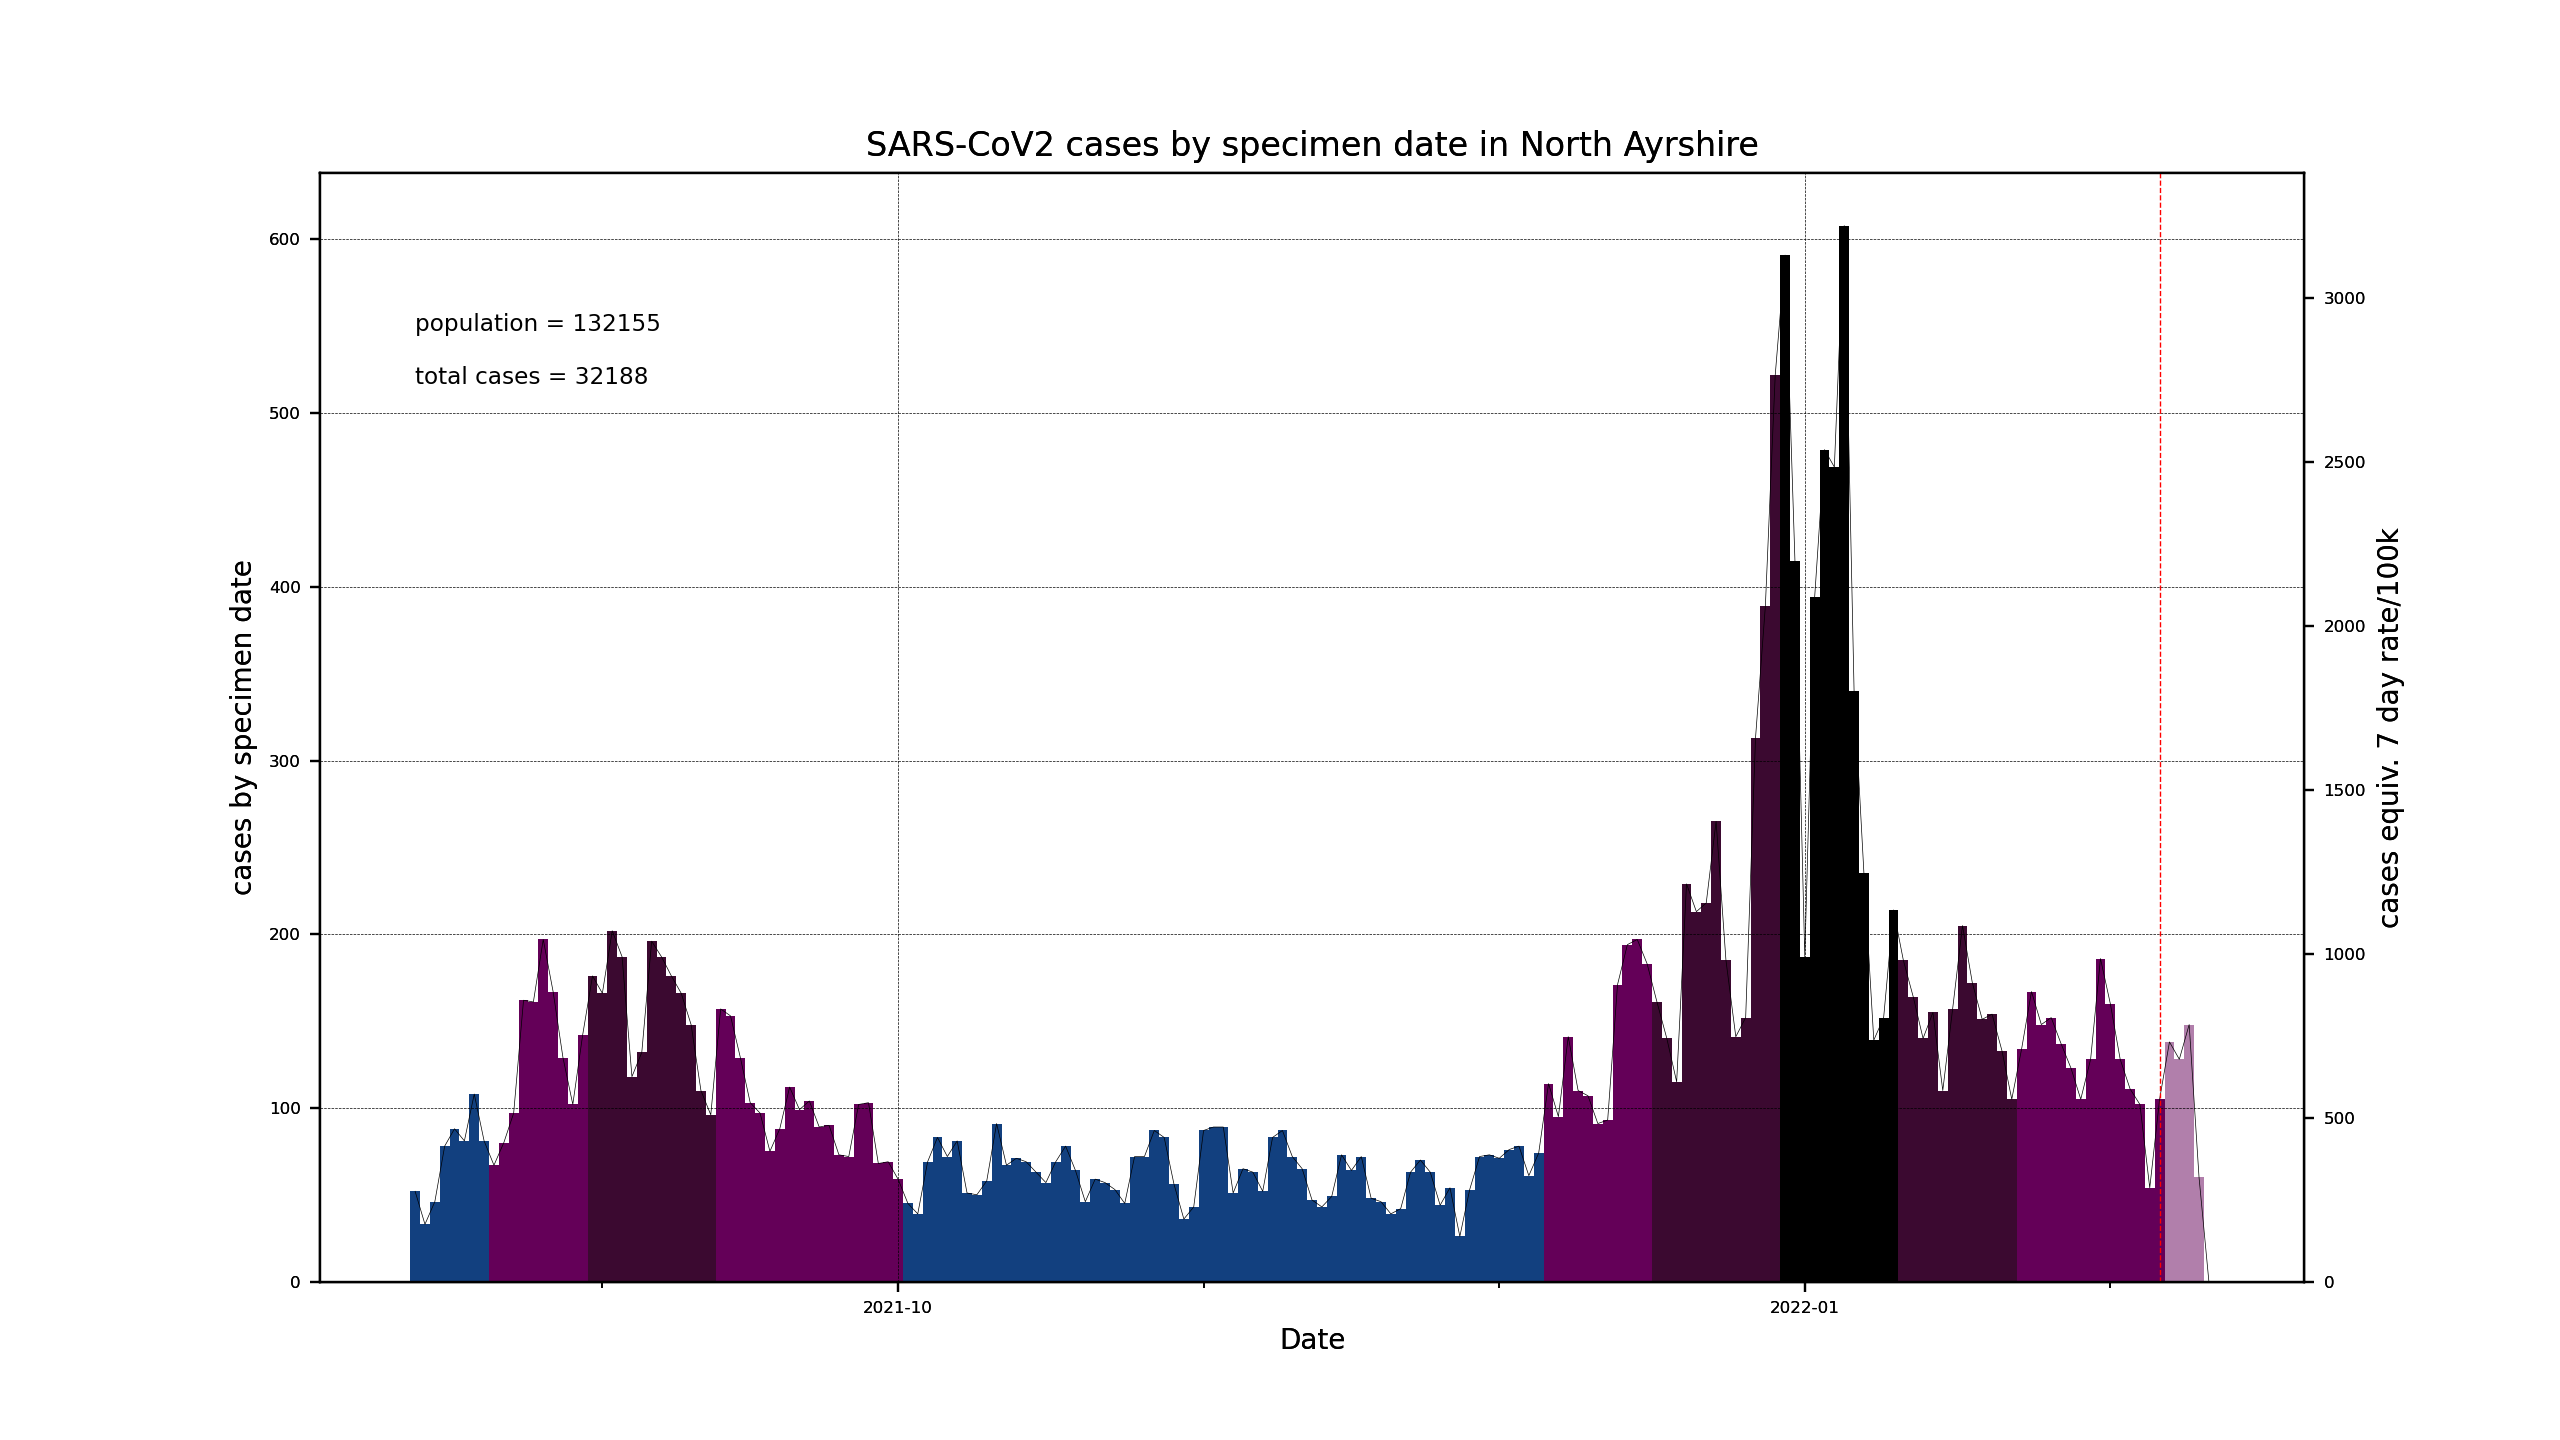 SARS-CoV2 cases by specimen date in North Ayrshire
population = 132155
total cases = 32188
cases by specimen date
600
500
400
300
200
100
0
3000
2500
2000
1500
1000
500
0
cases equiv. 7 day rate/100k
2021-10
2022-01
Date